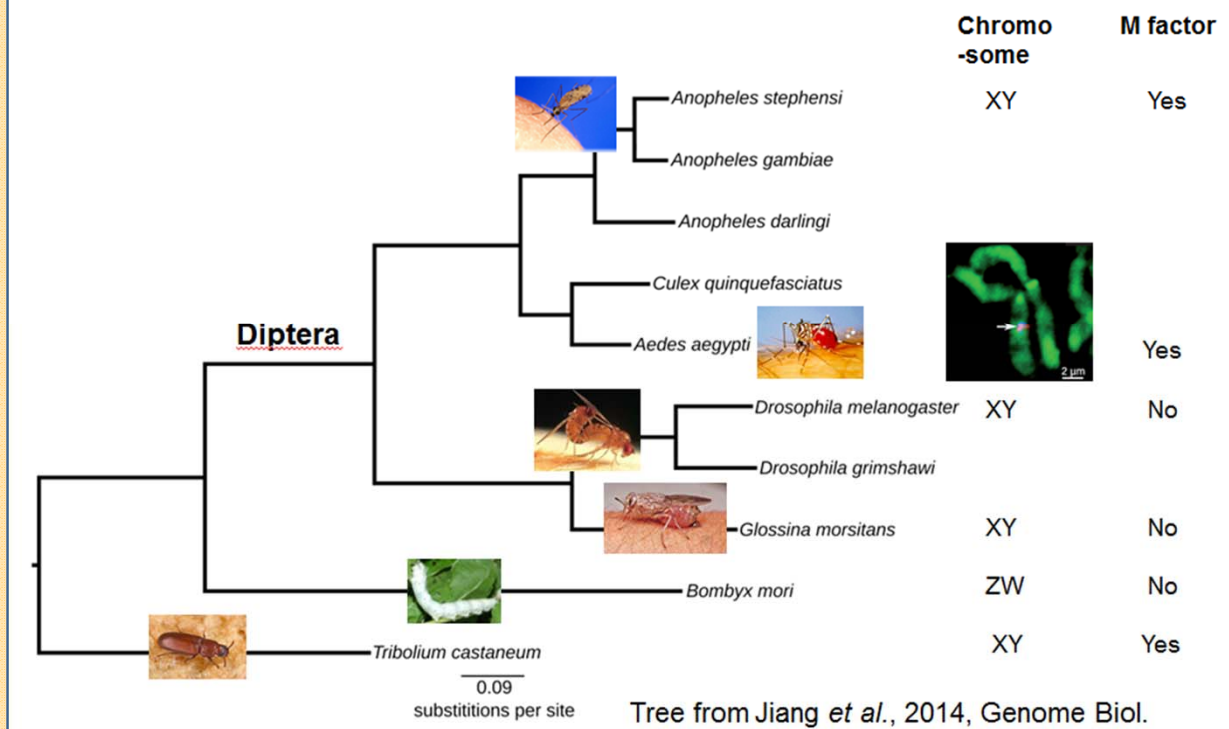 Chromo M factor
-some
Anopheles stephensi XY Yes
Anopheles gambiae
Anopheles darlingi
Culex quinquefasciatus
Diptera
Aedes aegypti Yes
2 µm
Drosophila melanogaster XY No
Drosophila grimshawi
Glossina morsitans XY No
Bombyx mori ZW No
Tribolium castaneum XY Yes
0.09
substititions per site
Tree from Jiang et al., 2014, Genome Biol.